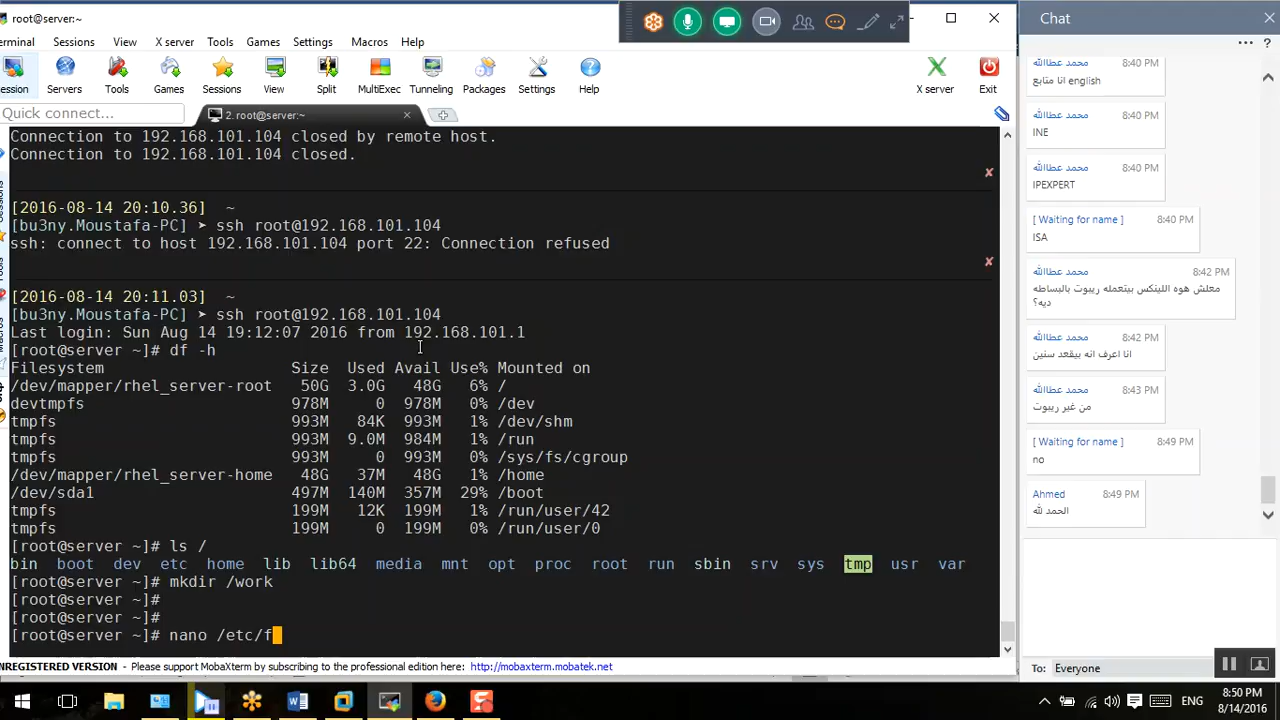 root@server:~
erminal Sessions View X server Tools Games Settings Macros Help
ession Servers Tools Games Sessions View Split MultiExec Tunneling Packages Settings Help X server Exit
Quick connect...
2. root@server:~
Connection to 192.168.101.104 closed by remote host.
Connection to 192.168.101.104 closed.
[2016-08-14 20:10.36] ~
[bu3ny.Moustafa-PC] ➤ ssh root@192.168.101.104
ssh: connect to host 192.168.101.104 port 22: Connection refused
[2016-08-14 20:11.03] ~
[bu3ny.Moustafa-PC] ➤ ssh root@192.168.101.104
Last login: Sun Aug 14 19:12:07 2016 from 192.168.101.1
[root@server ~]# df -h
Filesystem Size Used Avail Use% Mounted on
/dev/mapper/rhel_server-root 50G 3.0G 48G 6% /
devtmpfs 978M 0 978M 0% /dev
tmpfs 993M 84K 993M 1% /dev/shm
tmpfs 993M 9.0M 984M 1% /run
tmpfs 993M 0 993M 0% /sys/fs/cgroup
/dev/mapper/rhel_server-home 48G 37M 48G 1% /home
/dev/sda1 497M 140M 357M 29% /boot
tmpfs 199M 12K 199M 1% /run/user/42
tmpfs 199M 0 199M 0% /run/user/0
[root@server ~]# ls /
bin boot dev etc home lib lib64 media mnt opt proc root run sbin srv sys tmp usr var
[root@server ~]# mkdir /work
[root@server ~]#
[root@server ~]#
[root@server ~]# nano /etc/f
NREGISTERED VERSION - Please support MobaXterm by subscribing to the professional edition here: http://mobaxterm.mobatek.net
Chat
محمد عطاالله 8:40 PM
انا متابع english
محمد عطاالله 8:40 PM
INE
محمد عطاالله 8:40 PM
IPEXPERT
[ Waiting for name ] 8:40 PM
ISA
محمد عطاالله 8:42 PM
معلش هوه اللينكس بيتعمله ريبوت بالبساطه
ديه؟
محمد عطاالله 8:42 PM
انا اعرف انه بيقعد سنين
محمد عطاالله 8:43 PM
من غير ريبوت
[ Waiting for name ] 8:49 PM
no
Ahmed 8:49 PM
الحمد لله
To: Everyone
ENG
8:50 PM
8/14/2016